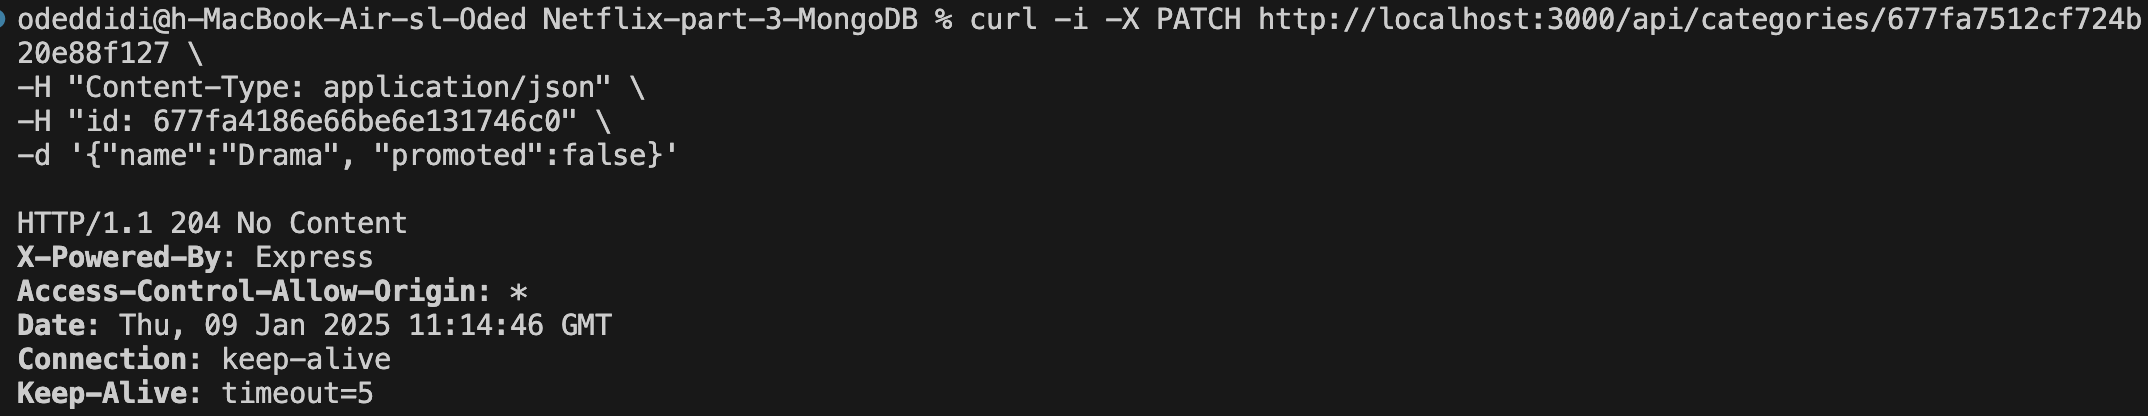 odeddidi@h-MacBook-Air-sl-Oded Netflix-part-3-MongoDB % curl -i -X PATCH http://localhost:3000/api/categories/677fa7512cf724b
20e88f127 \
-H "Content-Type: application/json" \
-H "id: 677fa4186e66be6e131746c0" \
-d '{"name":"Drama", "promoted":false}'

HTTP/1.1 204 No Content
X-Powered-By: Express
Access-Control-Allow-Origin: *
Date: Thu, 09 Jan 2025 11:14:46 GMT
Connection: keep-alive
Keep-Alive: timeout=5